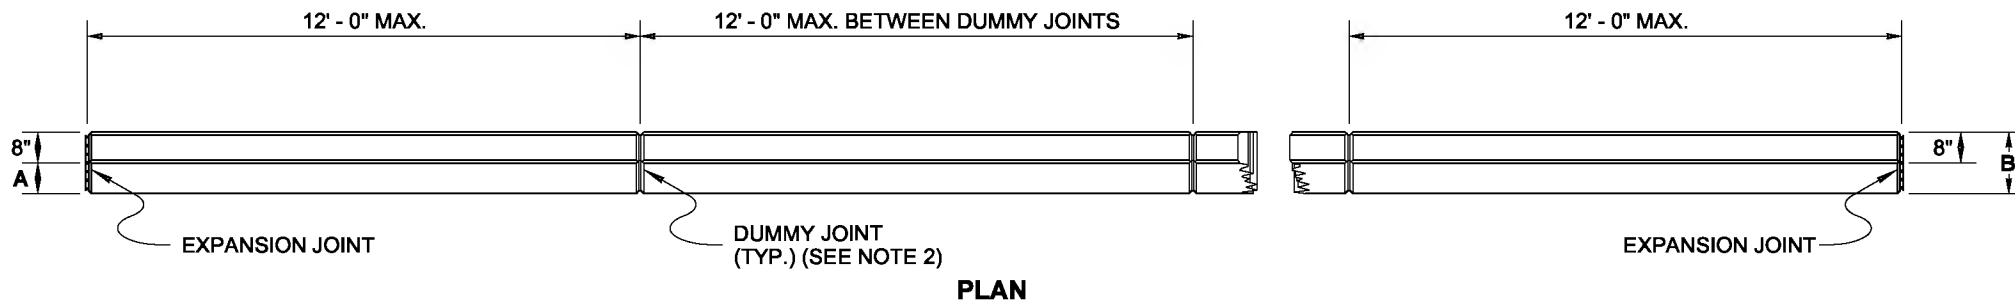 12' - 0" MAX.
12' - 0" MAX. BETWEEN DUMMY JOINTS
12' - 0" MAX.
8"
A
8"
B
EXPANSION JOINT
DUMMY JOINT
(TYP.) (SEE NOTE 2)
EXPANSION JOINT
PLAN